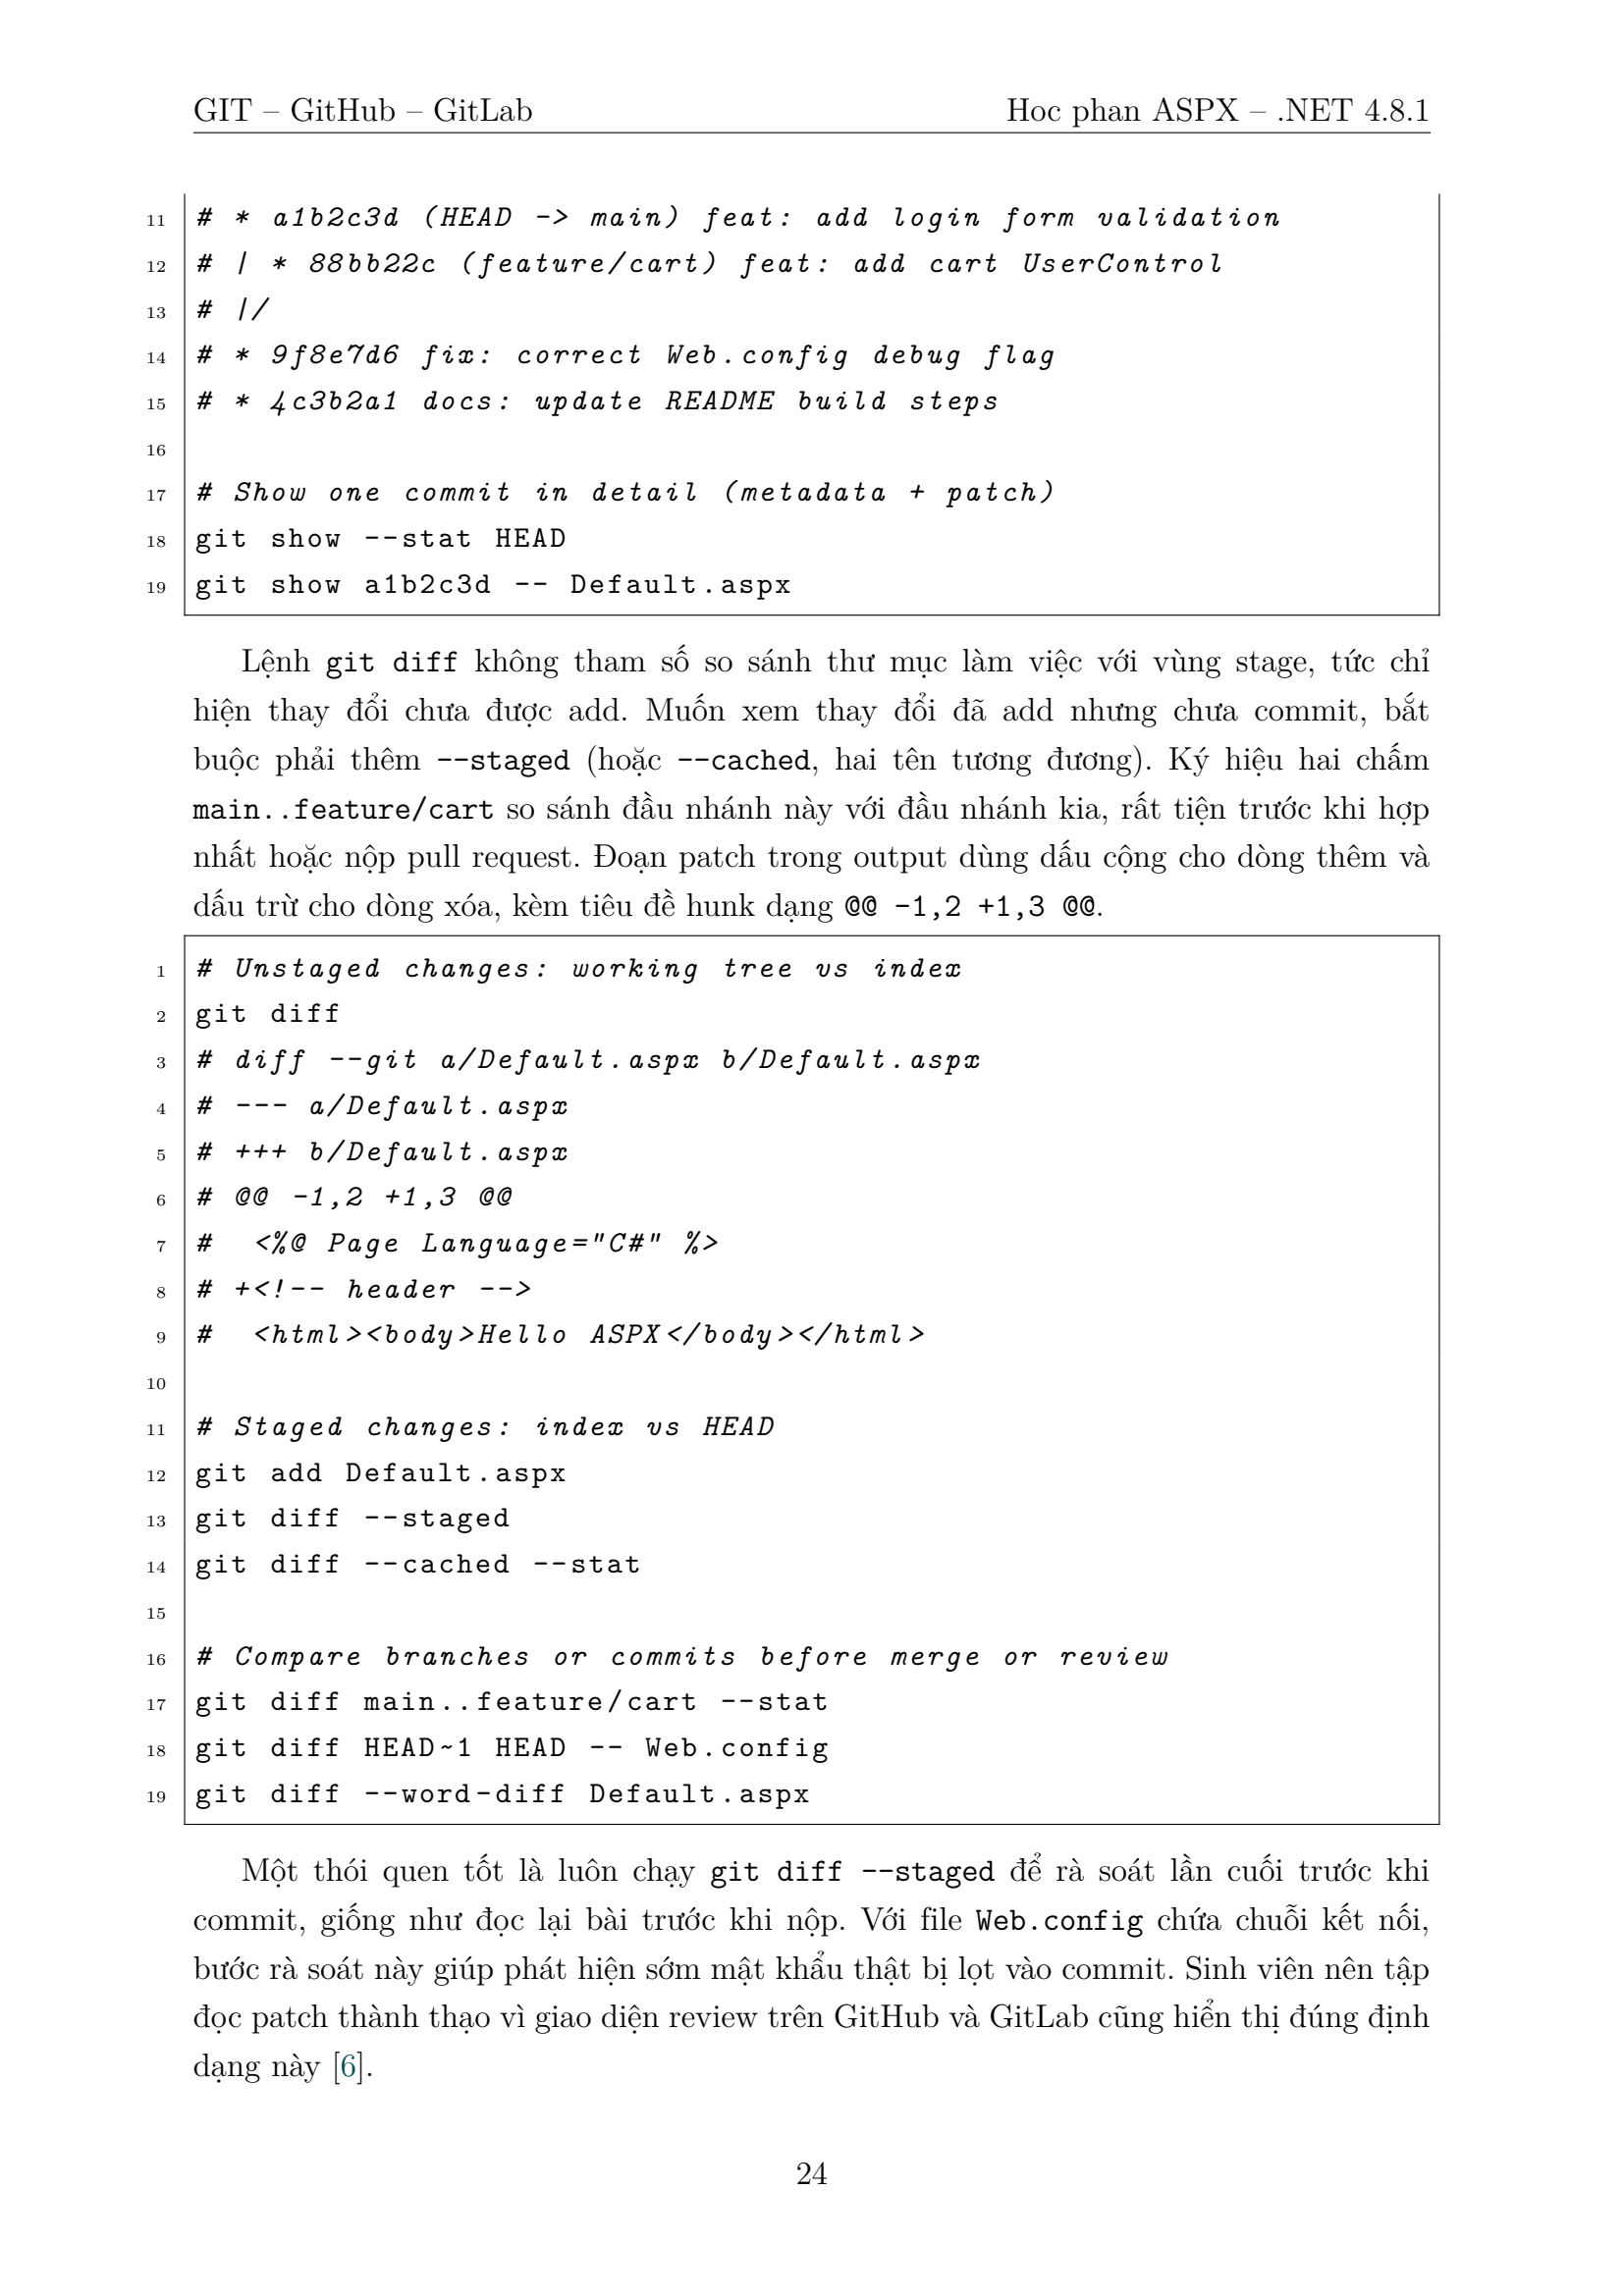 GIT – GitHub – GitLab Hoc phan ASPX – .NET 4.8.1
11 # * a1b2c3d (HEAD -> main) feat: add login form validation
12 # | * 88bb22c (feature/cart) feat: add cart UserControl
13 # |/
14 # * 9f8e7d6 fix: correct Web.config debug flag
15 # * 4c3b2a1 docs: update README build steps
16
17 # Show one commit in detail (metadata + patch)
18 git show --stat HEAD
19 git show a1b2c3d -- Default.aspx
Lệnh git diff không tham số so sánh thư mục làm việc với vùng stage, tức chỉ
hiện thay đổi chưa được add. Muốn xem thay đổi đã add nhưng chưa commit, bắt
buộc phải thêm --staged (hoặc --cached, hai tên tương đương). Ký hiệu hai chấm
main..feature/cart so sánh đầu nhánh này với đầu nhánh kia, rất tiện trước khi hợp
nhất hoặc nộp pull request. Đoạn patch trong output dùng dấu cộng cho dòng thêm và
dấu trừ cho dòng xóa, kèm tiêu đề hunk dạng @@ -1,2 +1,3 @@.
1 # Unstaged changes: working tree vs index
2 git diff
3 # diff --git a/Default.aspx b/Default.aspx
4 # --- a/Default.aspx
5 # +++ b/Default.aspx
6 # @@ -1,2 +1,3 @@
7 #  <%@ Page Language="C#" %>
8 # +<!-- header -->
9 #  <html><body>Hello ASPX</body></html>
10
11 # Staged changes: index vs HEAD
12 git add Default.aspx
13 git diff --staged
14 git diff --cached --stat
15
16 # Compare branches or commits before merge or review
17 git diff main..feature/cart --stat
18 git diff HEAD~1 HEAD -- Web.config
19 git diff --word-diff Default.aspx
Một thói quen tốt là luôn chạy git diff --staged để rà soát lần cuối trước khi
commit, giống như đọc lại bài trước khi nộp. Với file Web.config chứa chuỗi kết nối,
bước rà soát này giúp phát hiện sớm mật khẩu thật bị lọt vào commit. Sinh viên nên tập
đọc patch thành thạo vì giao diện review trên GitHub và GitLab cũng hiển thị đúng định
dạng này [6].
24